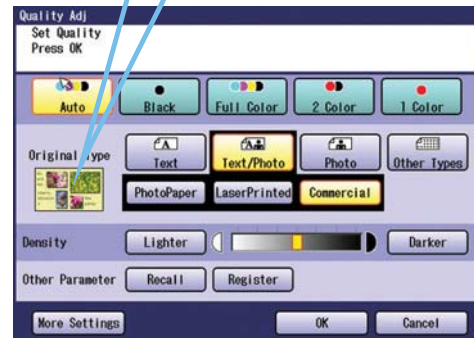 Quality Adj
Set Quality
Press OK
Auto
Black
Full Color
2 Color
1 Color
Original Type
Text
Text/Photo
Photo
Other Types
PhotoPaper
LaserPrinted
Commercial
Density
Lighter
Darker
Other Parameter
Recall
Register
More Settings
OK
Cancel